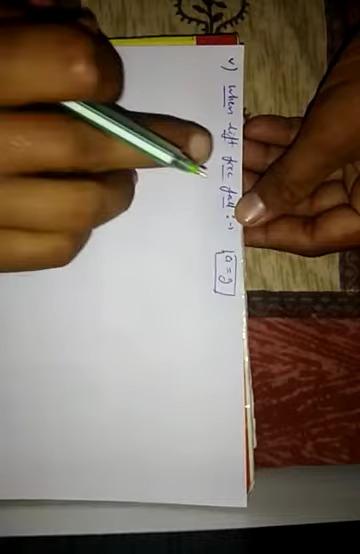 v) when lift free fall :→ a = g